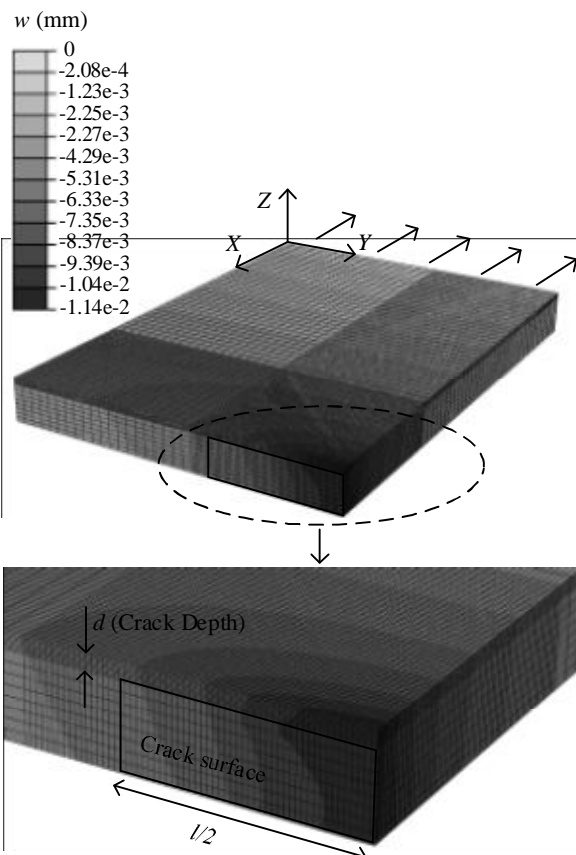 w (mm)
0
-2.08e-4
-1.23e-3
-2.25e-3
-2.27e-3
-4.29e-3
-5.31e-3
-6.33e-3
-7.35e-3
-8.37e-3
-9.39e-3
-1.04e-2
-1.14e-2
Z
X
Y
d (Crack Depth)
Crack surface
l/2